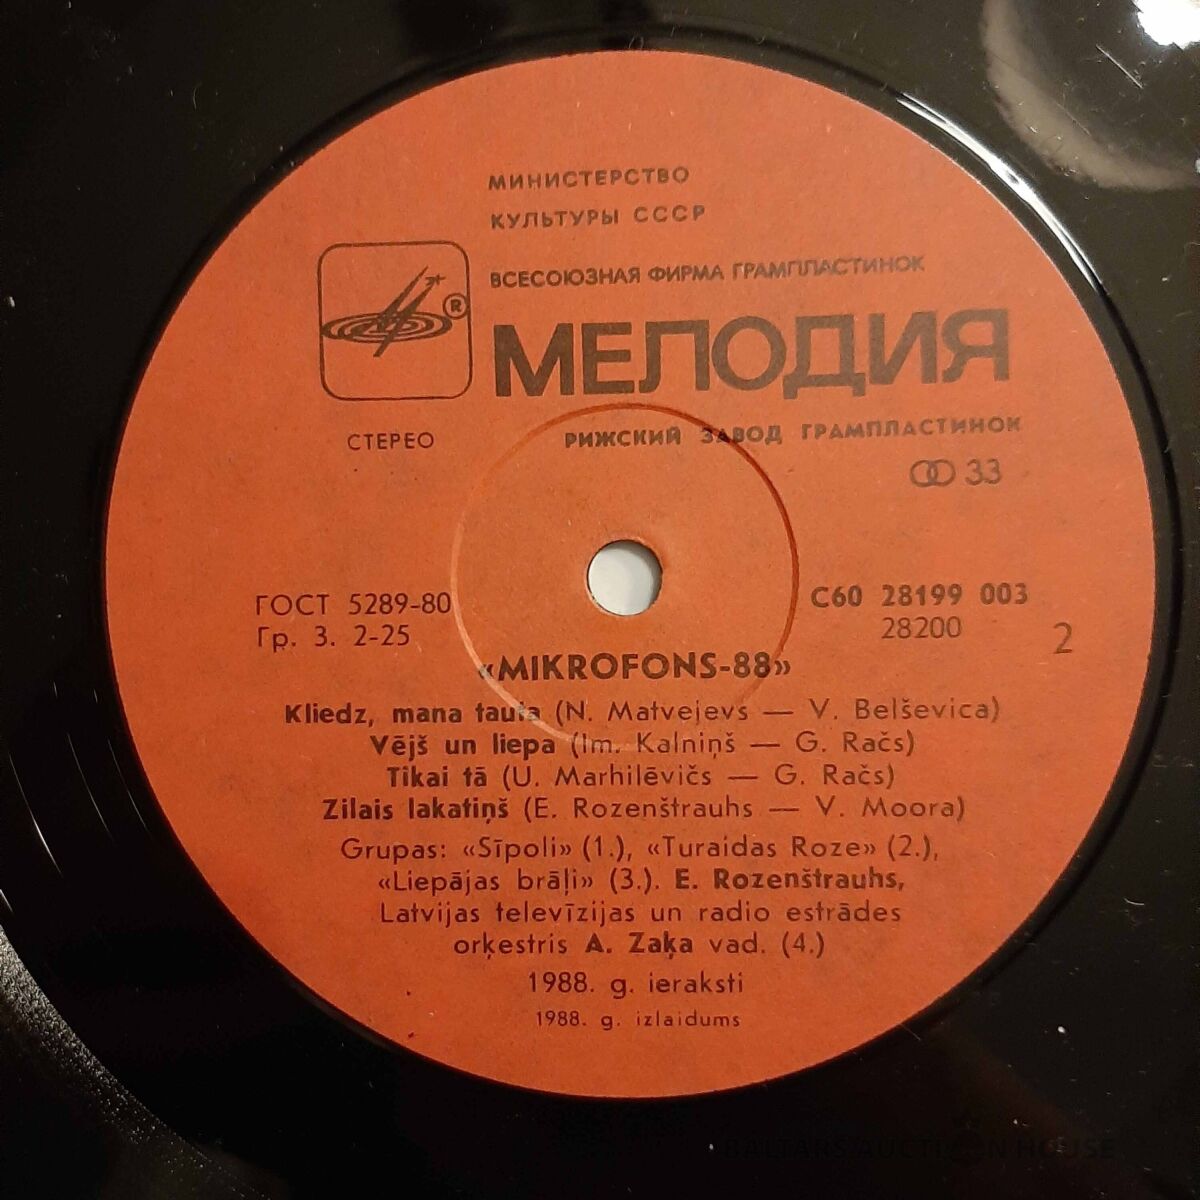 МИНИСТЕРСТВО
КУЛЬТУРЫ СССР
ВСЕСОЮЗНАЯ ФИРМА ГРАМПЛАСТИНОК
®
МЕЛОДИЯ
СТЕРЕО
РИЖСКИЙ ЗАВОД ГРАМПЛАСТИНОК
33
ГОСТ 5289-80
Гр. 3. 2-25
С60 28199 003
28200
2
«MIKROFONS-88»
Kliedz, mana tauta (N. Matvejevs — V. Belševica)
Vējš un liepa (Im. Kalniņš — G. Račs)
Tikai tā (U. Marhilēvičs — G. Račs)
Zilais lakatiņš (E. Rozenštrauhs — V. Moora)
Grupas: «Sīpoli» (1.), «Turaidas Roze» (2.),
«Liepājas brāļi» (3.). E. Rozenštrauhs,
Latvijas televīzijas un radio estrādes
orķestris A. Zaķa vad. (4.)
1988. g. ieraksti
1988. g. izlaidums
BALTARS AUCTION HOUSE